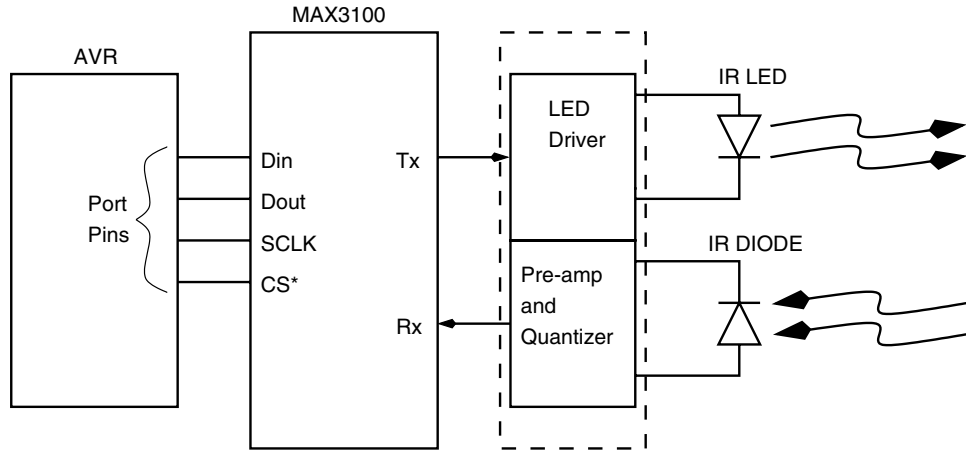 MAX3100
AVR
IR LED
LED
Driver
Din
Tx
Port
Pins
Dout
SCLK
IR DIODE
CS*
Pre-amp
and
Quantizer
Rx